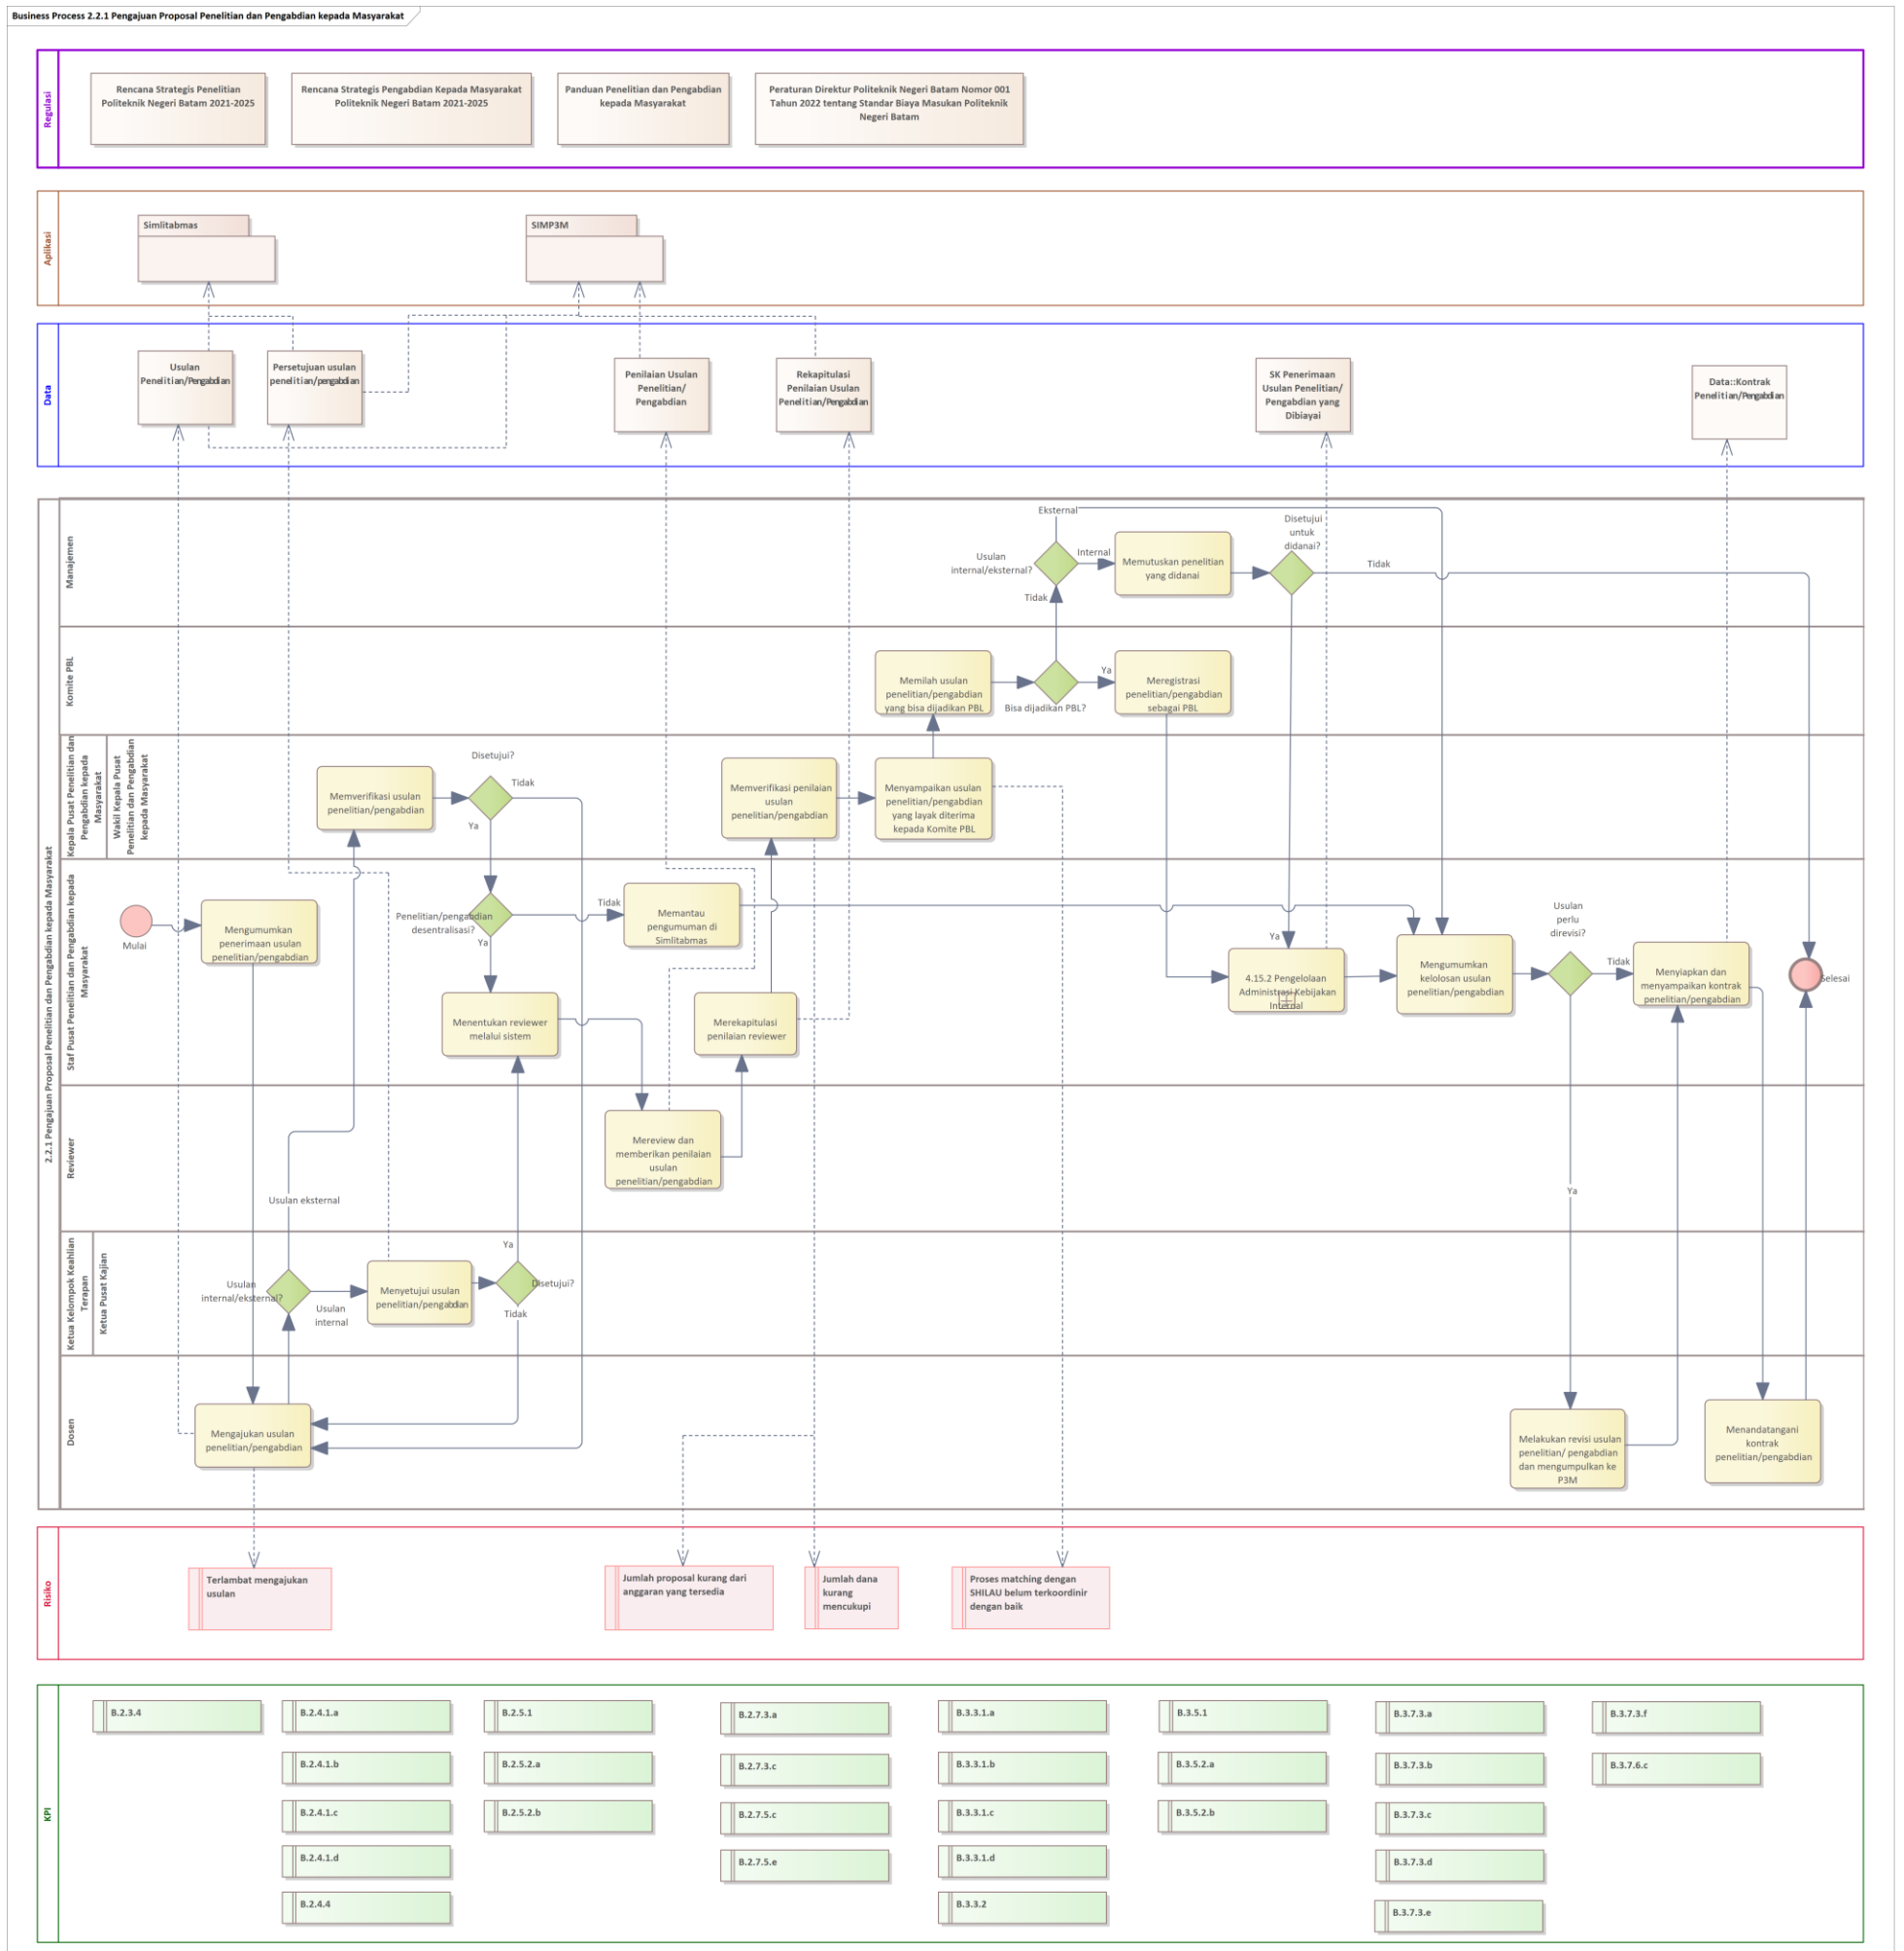 Business Process 2.2.1 Pengajuan Proposal Penelitian dan Pengabdian kepada Masyarakat
Regulasi
Rencana Strategis Penelitian
Politeknik Negeri Batam 2021-2025
Rencana Strategis Pengabdian Kepada Masyarakat
Politeknik Negeri Batam 2021-2025
Panduan Penelitian dan Pengabdian
kepada Masyarakat
Peraturan Direktur Politeknik Negeri Batam Nomor 001
Tahun 2022 tentang Standar Biaya Masukan Politeknik
Negeri Batam
Aplikasi
Simlitabmas
SIMP3M
Data
Usulan
Penelitian/Pengabdian
Persetujuan usulan
penelitian/pengabdian
Penilaian Usulan
Penelitian/
Pengabdian
Rekapitulasi
Penilaian Usulan
Penelitian/Pengabdian
SK Penerimaan
Usulan Penelitian/
Pengabdian yang
Dibiayai
Data::Kontrak
Penelitian/Pengabdian
2.2.1 Pengajuan Proposal Penelitian dan Pengabdian kepada Masyarakat
Manajemen
Eksternal
Usulan
internal/eksternal?
Internal
Tidak
Memutuskan penelitian
yang didanai
Disetujui
untuk
didanai?
Tidak
Komite PBL
Memilah usulan
penelitian/pengabdian
yang bisa dijadikan PBL
Bisa dijadikan PBL?
Ya
Meregistrasi
penelitian/pengabdian
sebagai PBL
Kepala Pusat Penelitian dan
Pengabdian kepada
Masyarakat
Wakil Kepala Pusat
Penelitian dan Pengabdian
kepada Masyarakat
Memverifikasi usulan
penelitian/pengabdian
Disetujui?
Tidak
Ya
Memverifikasi penilaian
usulan
penelitian/pengabdian
Menyampaikan usulan
penelitian/pengabdian
yang layak diterima
kepada Komite PBL
Staf Pusat Penelitian dan Pengabdian kepada
Masyarakat
Mulai
Mengumumkan
penerimaan usulan
penelitian/pengabdian
Penelitian/pengabdian
desentralisasi?
Tidak
Ya
Memantau
pengumuman di
Simlitabmas
Menentukan reviewer
melalui sistem
Merekapitulasi
penilaian reviewer
Ya
4.15.2 Pengelolaan
Administrasi Kebijakan
Internal
Mengumumkan
kelolosan usulan
penelitian/pengabdian
Usulan
perlu
direvisi?
Tidak
Menyiapkan dan
menyampaikan kontrak
penelitian/pengabdian
Selesai
Reviewer
Mereview dan
memberikan penilaian
usulan
penelitian/pengabdian
Usulan eksternal
Ya
Ketua Kelompok Keahlian
Terapan
Ketua Pusat Kajian
Usulan
internal/eksternal?
Usulan
internal
Menyetujui usulan
penelitian/pengabdian
Ya
Disetujui?
Tidak
Dosen
Mengajukan usulan
penelitian/pengabdian
Melakukan revisi usulan
penelitian/ pengabdian
dan mengumpulkan ke
P3M
Menandatangani
kontrak
penelitian/pengabdian
Risiko
Terlambat mengajukan
usulan
Jumlah proposal kurang dari
anggaran yang tersedia
Jumlah dana
kurang
mencukupi
Proses matching dengan
SHILAU belum terkoordinir
dengan baik
KPI
B.2.3.4
B.2.4.1.a
B.2.4.1.b
B.2.4.1.c
B.2.4.1.d
B.2.4.4
B.2.5.1
B.2.5.2.a
B.2.5.2.b
B.2.7.3.a
B.2.7.3.c
B.2.7.5.c
B.2.7.5.e
B.3.3.1.a
B.3.3.1.b
B.3.3.1.c
B.3.3.1.d
B.3.3.2
B.3.5.1
B.3.5.2.a
B.3.5.2.b
B.3.7.3.a
B.3.7.3.b
B.3.7.3.c
B.3.7.3.d
B.3.7.3.e
B.3.7.3.f
B.3.7.6.c